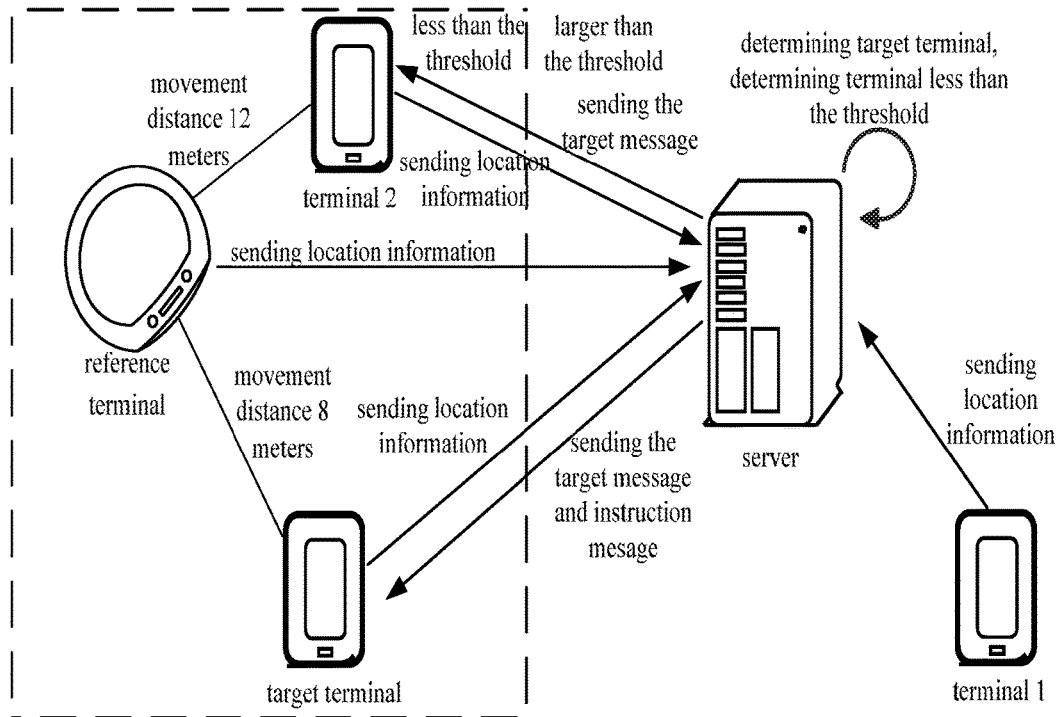 less than the
threshold
larger than
the threshold
determining target terminal,
determining terminal less than
the threshold
movement
distance 12
meters
sending the
target message
sending location
information
terminal 2
sending location information
reference
terminal
movement
distance 8
meters
sending location
information
sending the
target message
and instruction
mesage
server
sending
location
information
target terminal
terminal 1